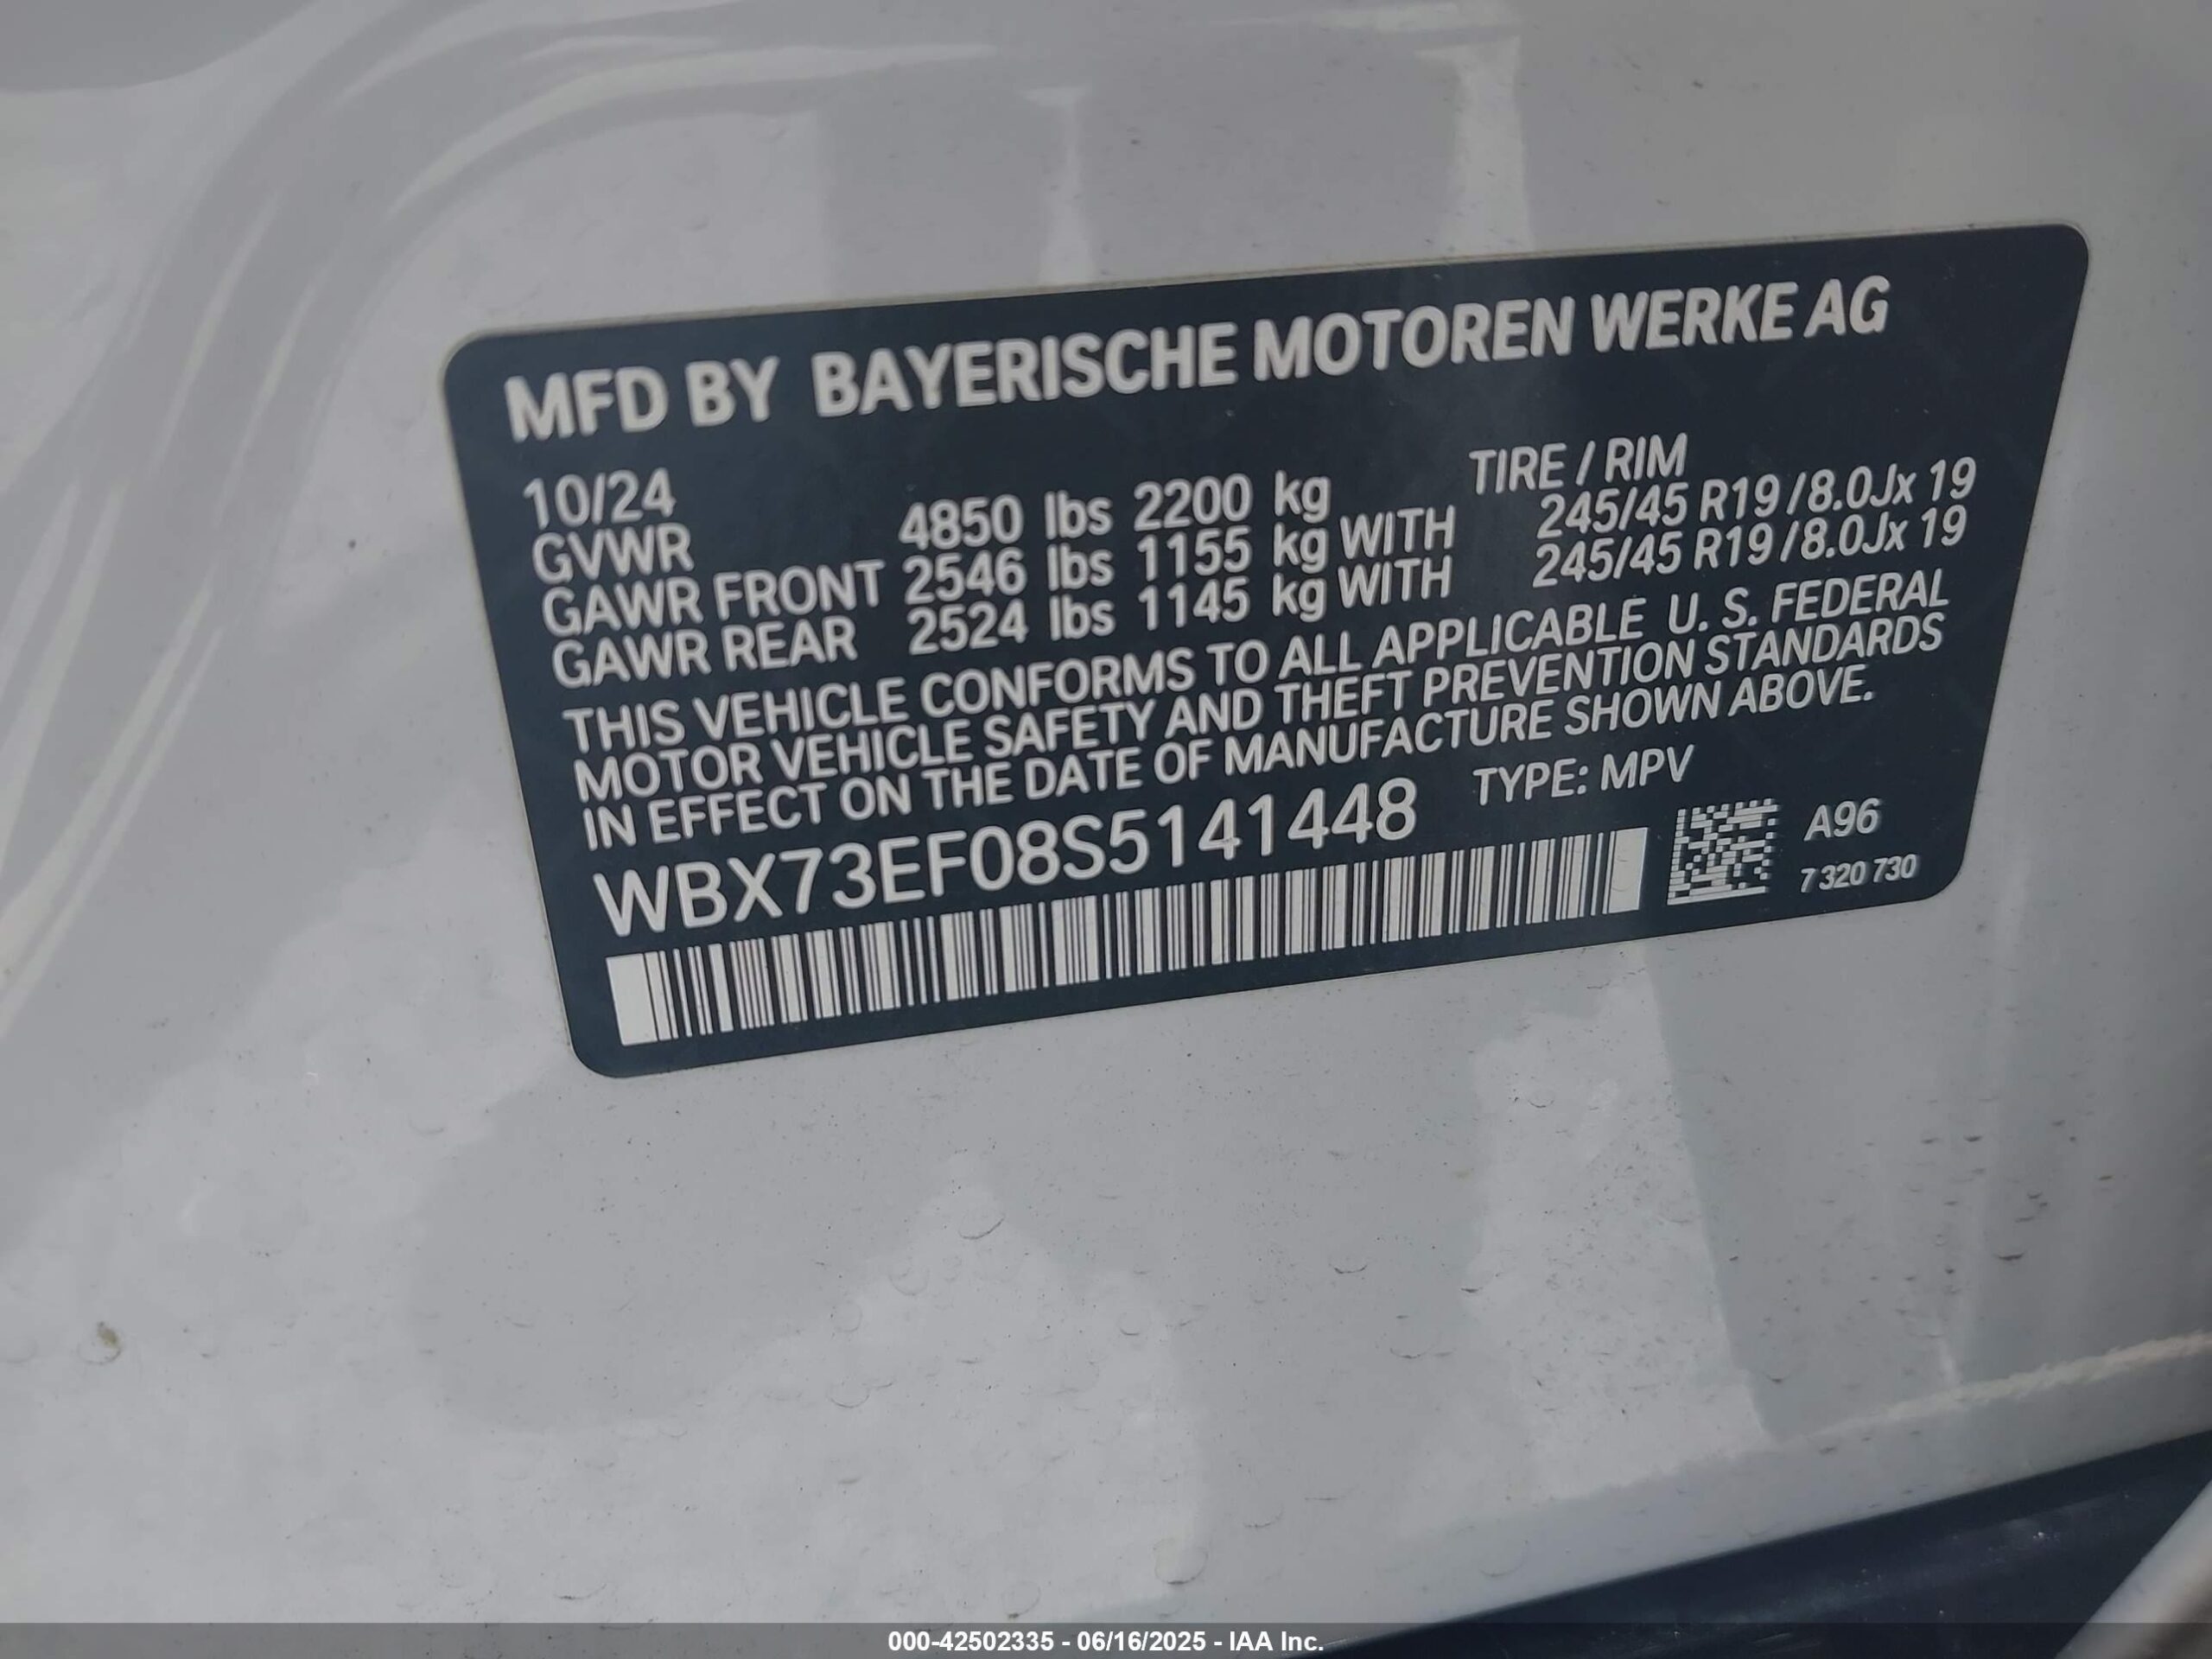 MFD BY BAYERISCHE MOTOREN WERKE AG
10/24 TIRE / RIM
GVWR 4850 lbs 2200 kg
GAWR FRONT 2546 lbs 1155 kg WITH 245/45 R19 /8.0Jx 19
GAWR REAR 2524 lbs 1145 kg WITH 245/45 R19 /8.0Jx 19
THIS VEHICLE CONFORMS TO ALL APPLICABLE U. S. FEDERAL
MOTOR VEHICLE SAFETY AND THEFT PREVENTION STANDARDS
IN EFFECT ON THE DATE OF MANUFACTURE SHOWN ABOVE.
WBX73EF08S5141448 TYPE: MPV
A96
7 320 730
000-42502335 - 06/16/2025 - IAA Inc.